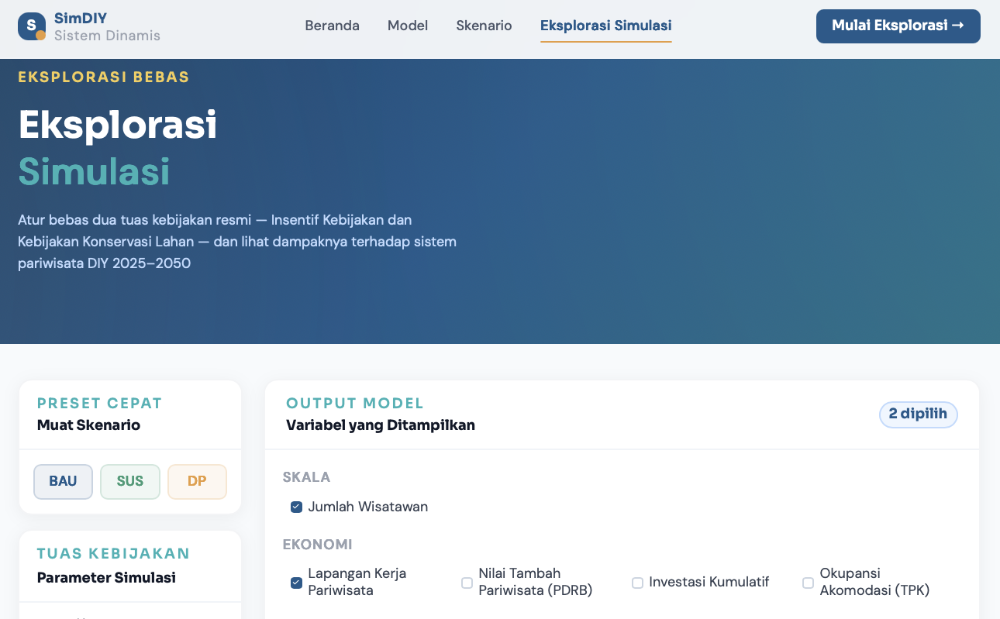 S
SimDIY
Sistem Dinamis
Beranda
Model
Skenario
Eksplorasi Simulasi
Mulai Eksplorasi →
EKSPLORASI BEBAS
Eksplorasi
Simulasi
Atur bebas dua tuas kebijakan resmi — Insentif Kebijakan dan
Kebijakan Konservasi Lahan — dan lihat dampaknya terhadap sistem
pariwisata DIY 2025–2050
PRESET CEPAT
Muat Skenario
BAU
SUS
DP
TUAS KEBIJAKAN
Parameter Simulasi
OUTPUT MODEL
Variabel yang Ditampilkan
2 dipilih
SKALA
Jumlah Wisatawan
EKONOMI
Lapangan Kerja
Pariwisata
Nilai Tambah
Pariwisata (PDRB)
Investasi Kumulatif
Okupansi
Akomodasi (TPK)